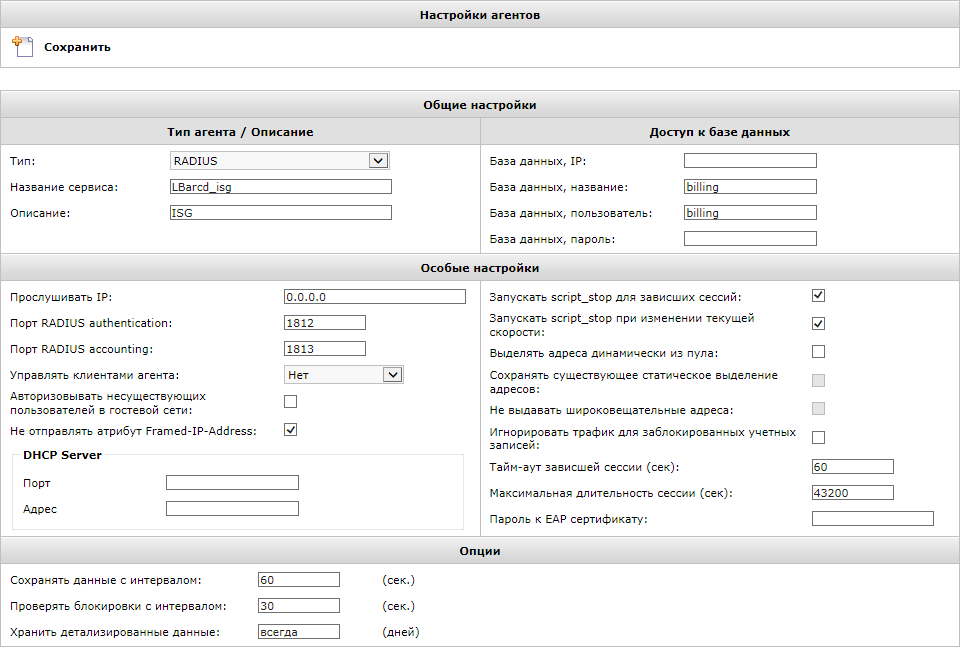 Настройки агентов
Сохранить
Общие настройки
Тип агента / Описание
Тип: RADIUS
Название сервиса: LBarcd_isg
Описание: ISG
Доступ к базе данных
База данных, IP:
База данных, название: billing
База данных, пользователь: billing
База данных, пароль:
Особые настройки
Прослушивать IP: 0.0.0.0
Порт RADIUS authentication: 1812
Порт RADIUS accounting: 1813
Управлять клиентами агента: Нет
Авторизовывать несуществующих
пользователей в гостевой сети:
Не отправлять атрибут Framed-IP-Address:
DHCP Server
Порт
Адрес
Запускать script_stop для зависших сессий:
Запускать script_stop при изменении текущей
скорости:
Выделять адреса динамически из пула:
Сохранять существующее статическое выделение
адресов:
Не выдавать широковещательные адреса:
Игнорировать трафик для заблокированных учетных
записей:
Тайм-аут зависшей сессии (сек): 60
Максимальная длительность сессии (сек): 43200
Пароль к EAP сертификату:
Опции
Сохранять данные с интервалом: 60 (сек.)
Проверять блокировки с интервалом: 30 (сек.)
Хранить детализированные данные: всегда (дней)